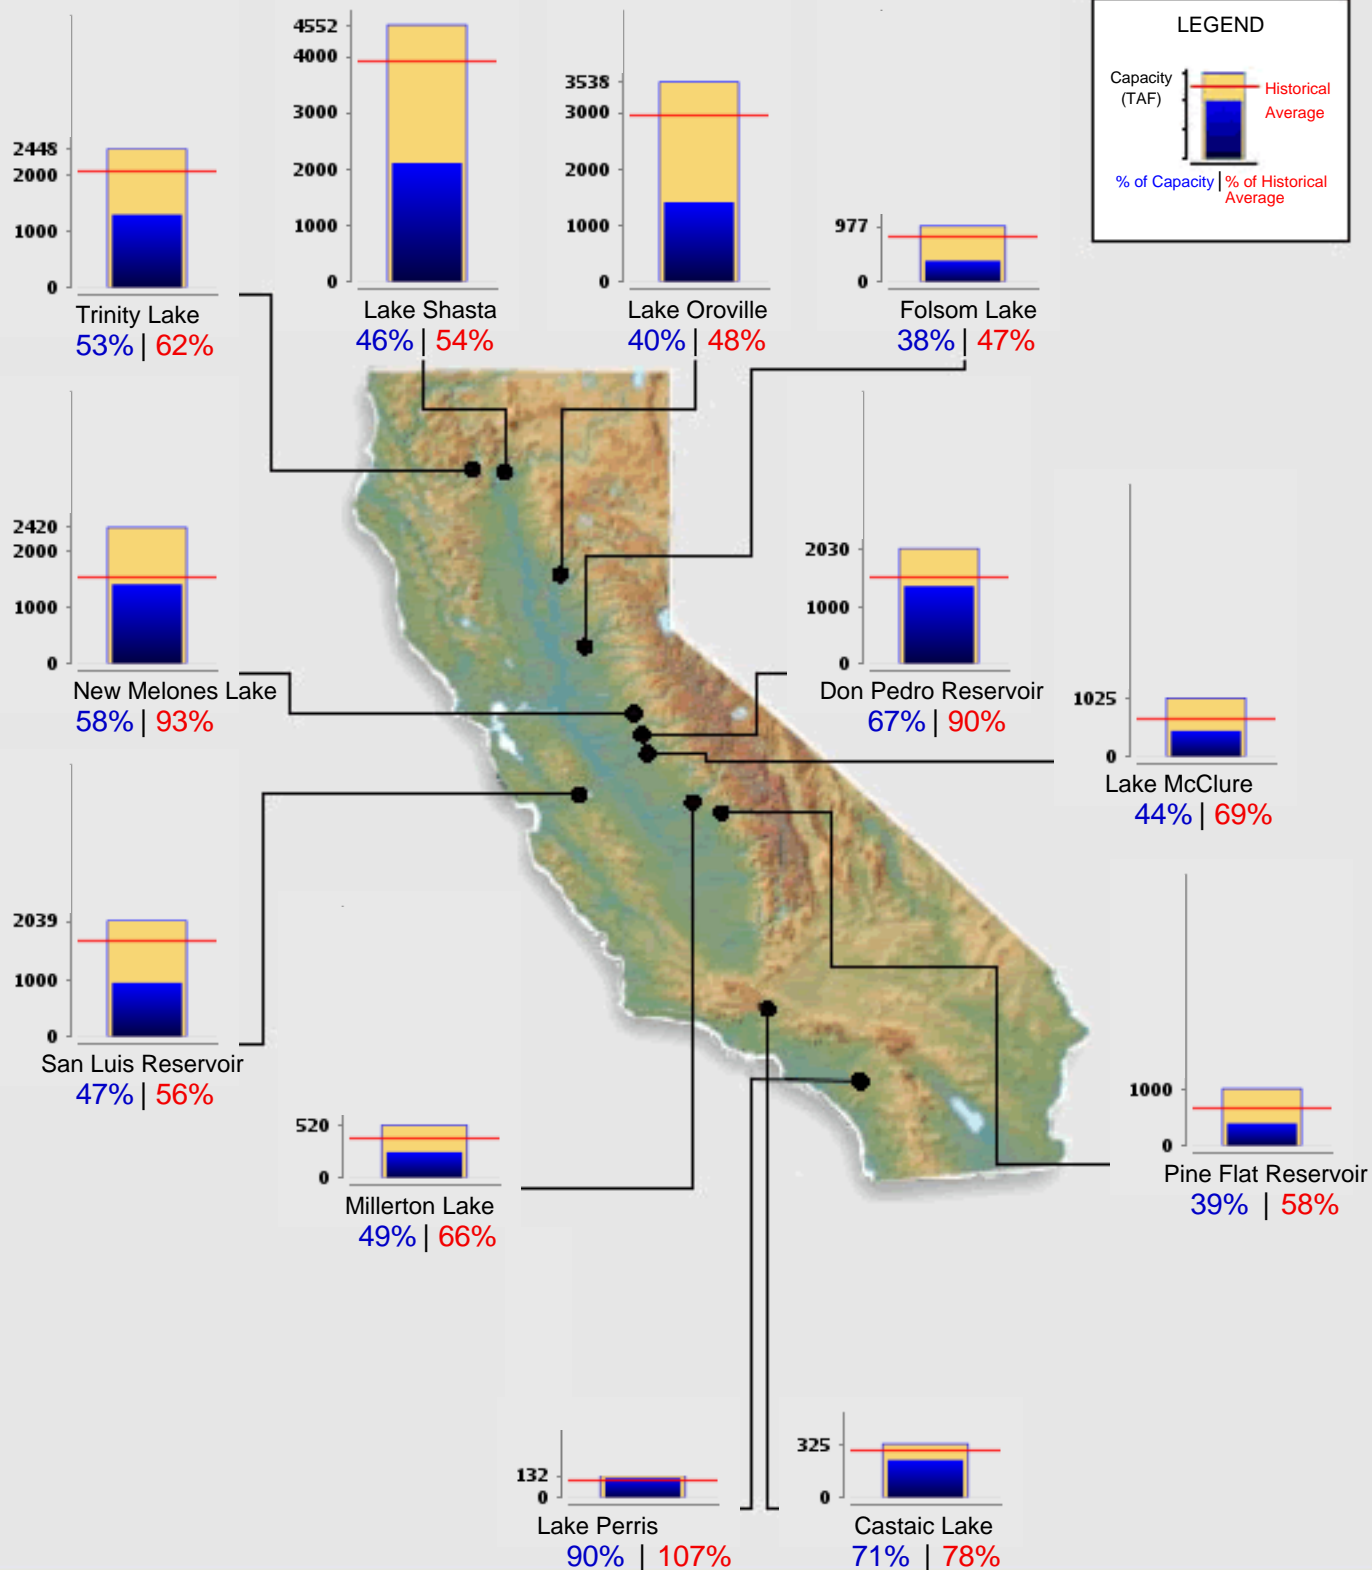 4552
4000
3000
2000
1000
0
Lake Shasta
46% | 54%
3538
3000
2000
1000
0
Lake Oroville
40% | 48%
977
0
Folsom Lake
38% | 47%
LEGEND
Capacity
(TAF)
Historical
Average
% of Capacity | % of Historical
Average
2448
2000
1000
0
Trinity Lake
53% | 62%
2420
2000
1000
0
New Melones Lake
58% | 93%
2030
1000
0
Don Pedro Reservoir
67% | 90%
1025
0
Lake McClure
44% | 69%
2039
1000
0
San Luis Reservoir
47% | 56%
520
0
Millerton Lake
49% | 66%
1000
0
Pine Flat Reservoir
39% | 58%
132
0
Lake Perris
90% | 107%
325
0
Castaic Lake
71% | 78%